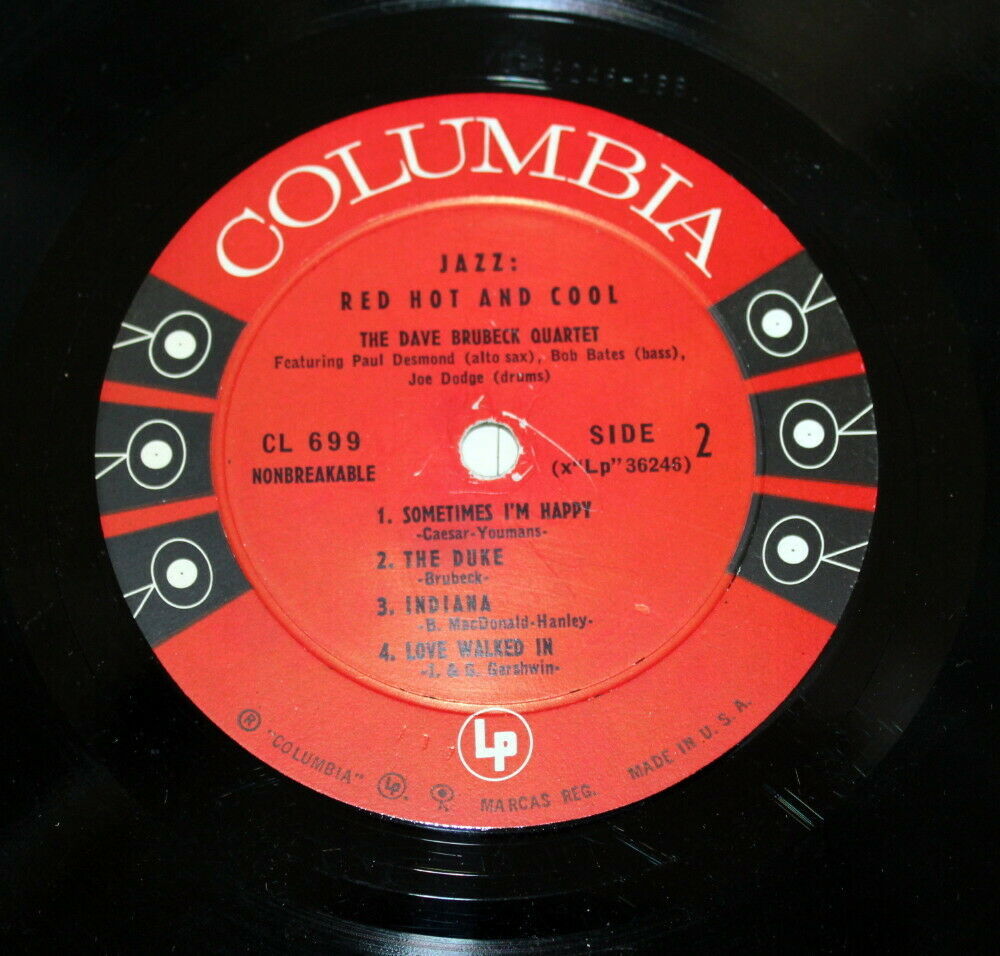 COLUMBIA
JAZZ:
RED HOT AND COOL
THE DAVE BRUBECK QUARTET
Featuring Paul Desmond (alto sax), Bob Bates (bass),
Joe Dodge (drums)
CL 699
NONBREAKABLE
SIDE 2
(x"Lp"36246)
1. SOMETIMES I'M HAPPY
-Caesar-Youmans-
2. THE DUKE
-Brubeck-
3. INDIANA
-B. MacDonald-Hanley-
4. LOVE WALKED IN
-I. & G. Gershwin-
Lp
® "COLUMBIA" Lp. MARCAS REG. MADE IN U. S. A.